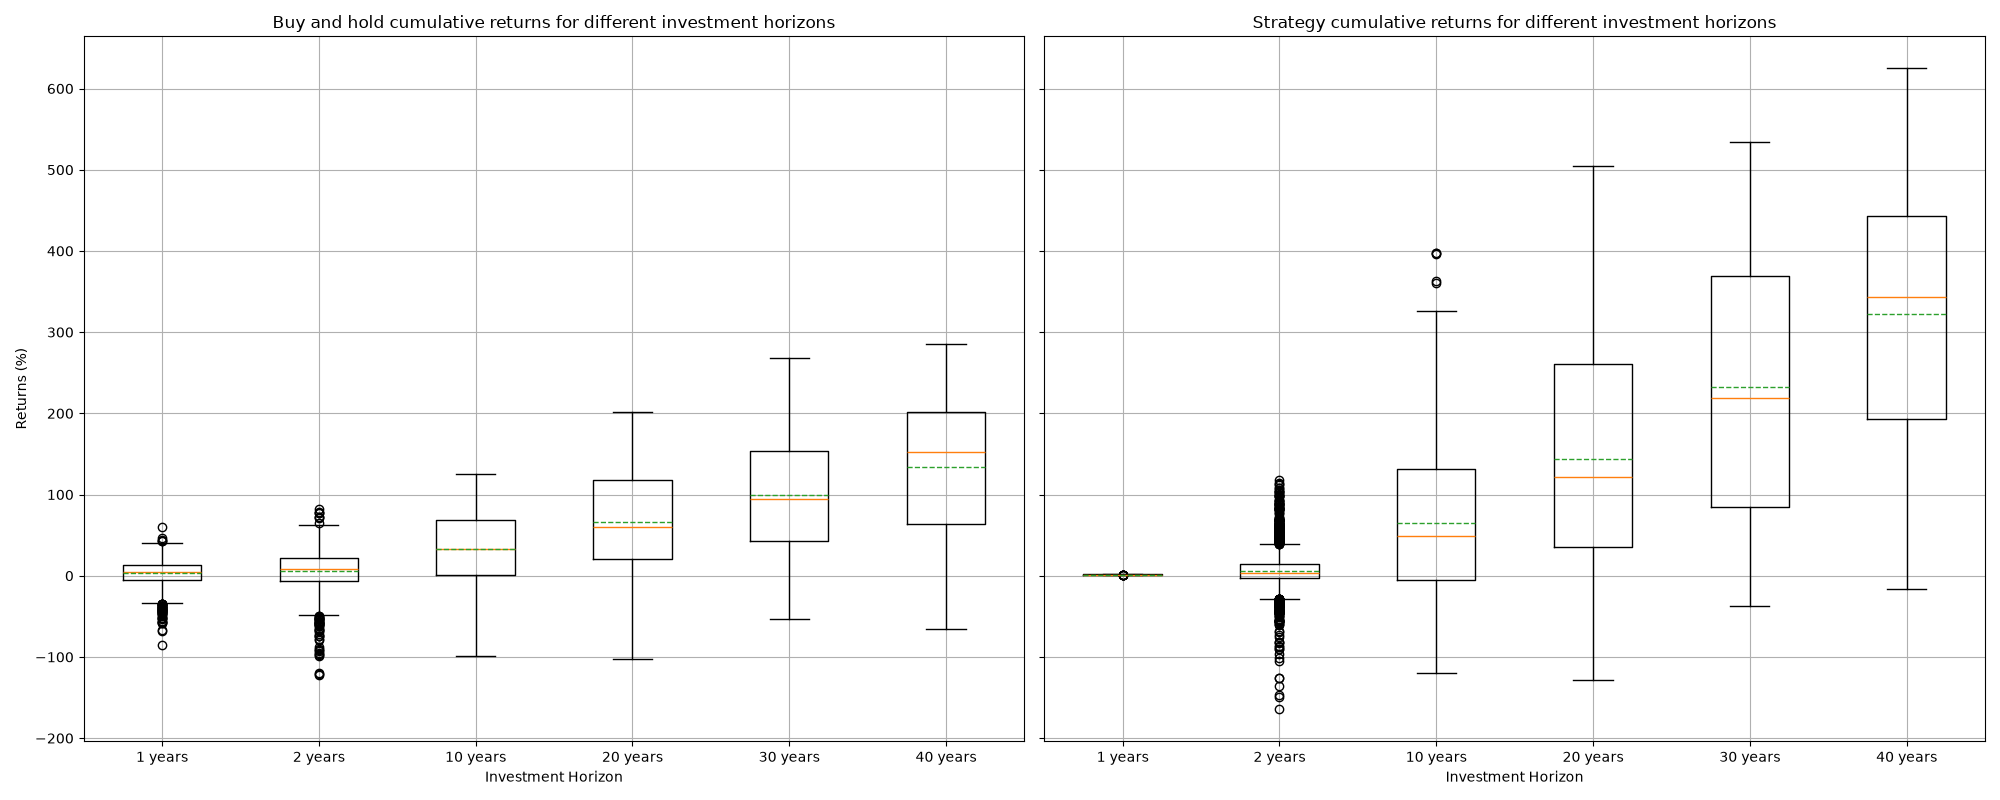 Buy and hold cumulative returns for different investment horizons
Strategy cumulative returns for different investment horizons
Returns (%)
600
500
400
300
200
100
0
−100
−200
1 years
2 years
10 years
20 years
30 years
40 years
Investment Horizon
1 years
2 years
10 years
20 years
30 years
40 years
Investment Horizon